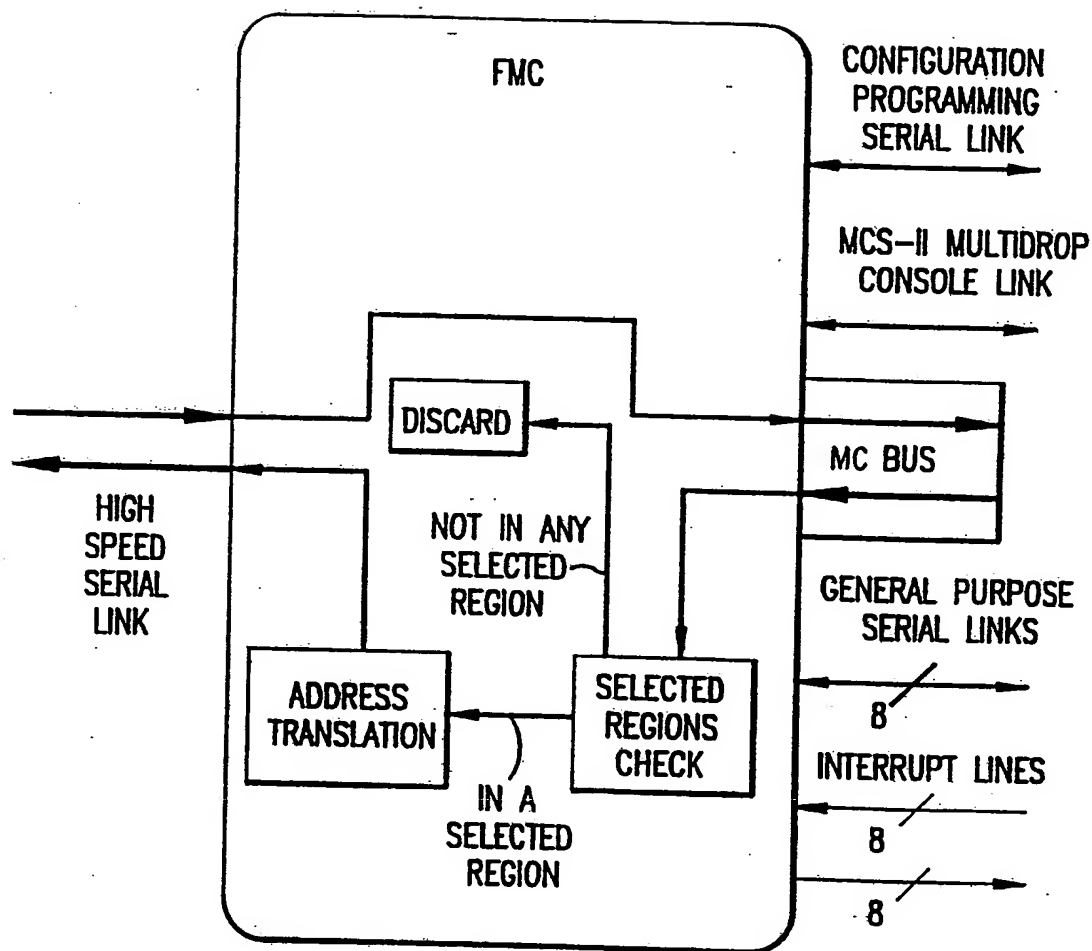 FMC
CONFIGURATION
PROGRAMMING
SERIAL LINK
MCS-II MULTIDROP
CONSOLE LINK
DISCARD
MC BUS
HIGH
SPEED
SERIAL
LINK
NOT IN ANY
SELECTED
REGION
GENERAL PURPOSE
SERIAL LINKS
8
ADDRESS
TRANSLATION
SELECTED
REGIONS
CHECK
IN A
SELECTED
REGION
INTERRUPT LINES
8
8